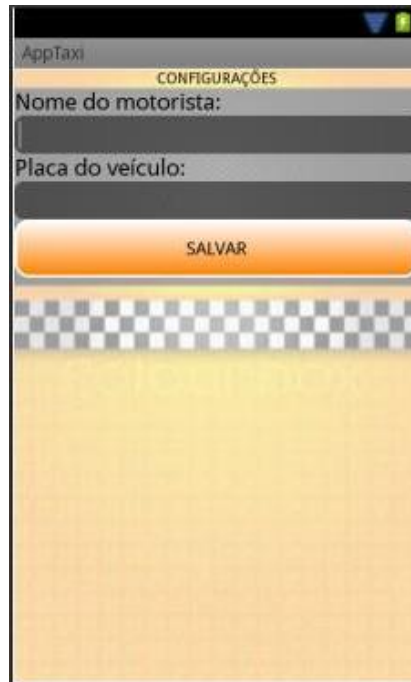 AppTaxi
CONFIGURAÇÕES
Nome do motorista:
Placa do veículo:
SALVAR